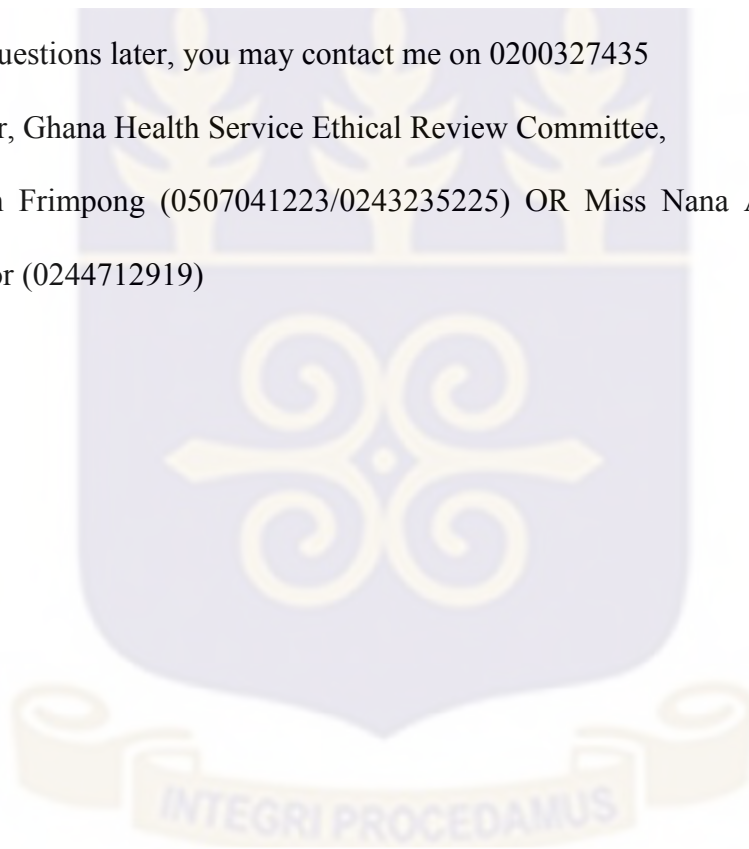 uestions later, you may contact me on 0200327435
r, Ghana Health Service Ethical Review Committee,
n Frimpong (0507041223/0243235225) OR Miss Nana A
or (0244712919)
INTEGRI PROCEDAMUS